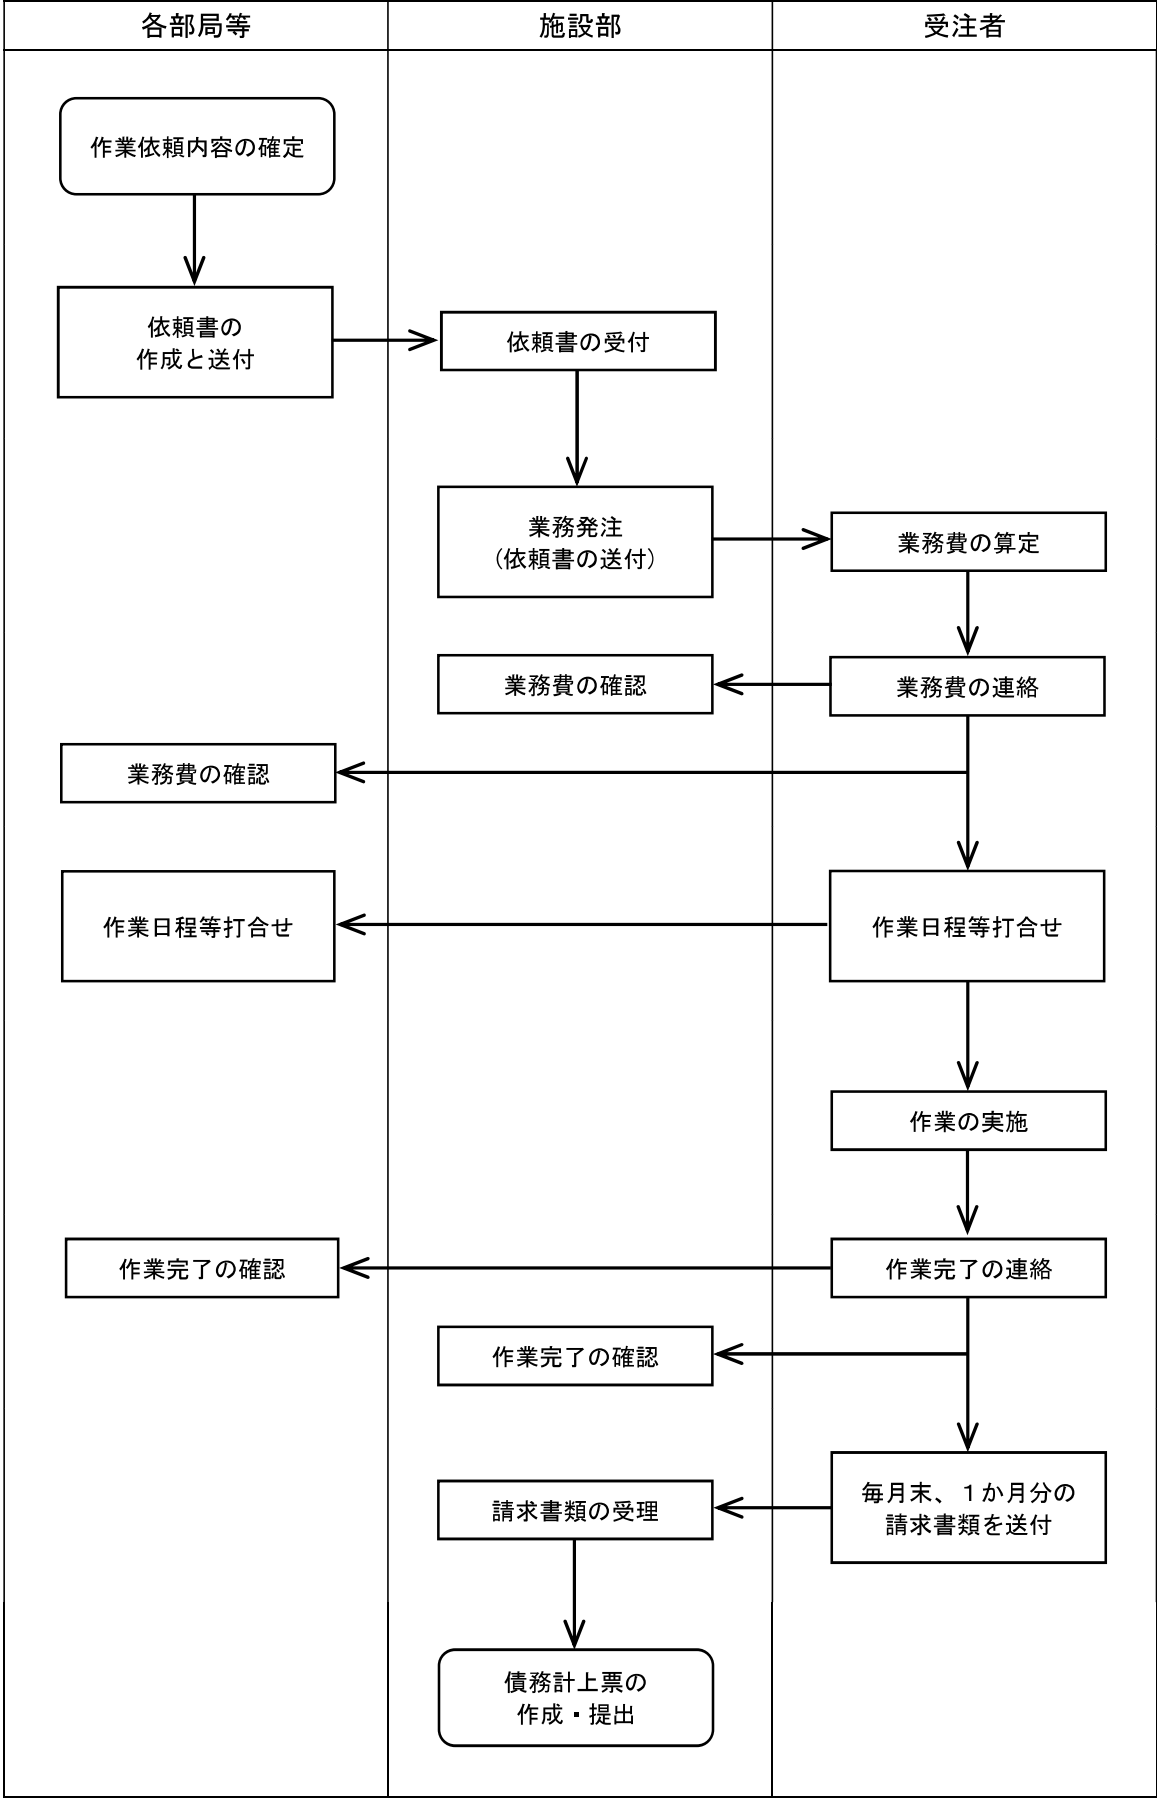 各部局等
施設部
受注者
作業依頼内容の確定
依頼書の
作成と送付
依頼書の受付
業務発注
（依頼書の送付）
業務費の算定
業務費の確認
業務費の連絡
業務費の確認
作業日程等打合せ
作業日程等打合せ
作業の実施
作業完了の確認
作業完了の連絡
作業完了の確認
請求書類の受理
毎月末、１か月分の
請求書類を送付
債務計上票の
作成・提出